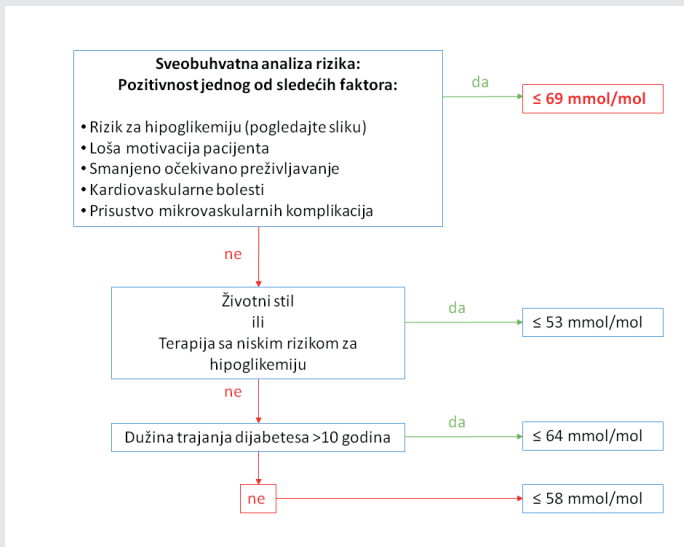 Sveobuhvatna analiza rizika:
Pozitivnost jednog od sledećih faktora:
• Rizik za hipoglikemiju (pogledajte sliku)
• Loša motivacija pacijenta
• Smanjeno očekivano preživljavanje
• Kardiovaskularne bolesti
• Prisustvo mikrovaskularnih komplikacija
da
≤ 69 mmol/mol
ne
Životni stil
ili
Terapija sa niskim rizikom za
hipoglikemiju
da
≤ 53 mmol/mol
ne
Dužina trajanja dijabetesa >10 godina
da
≤ 64 mmol/mol
ne
≤ 58 mmol/mol